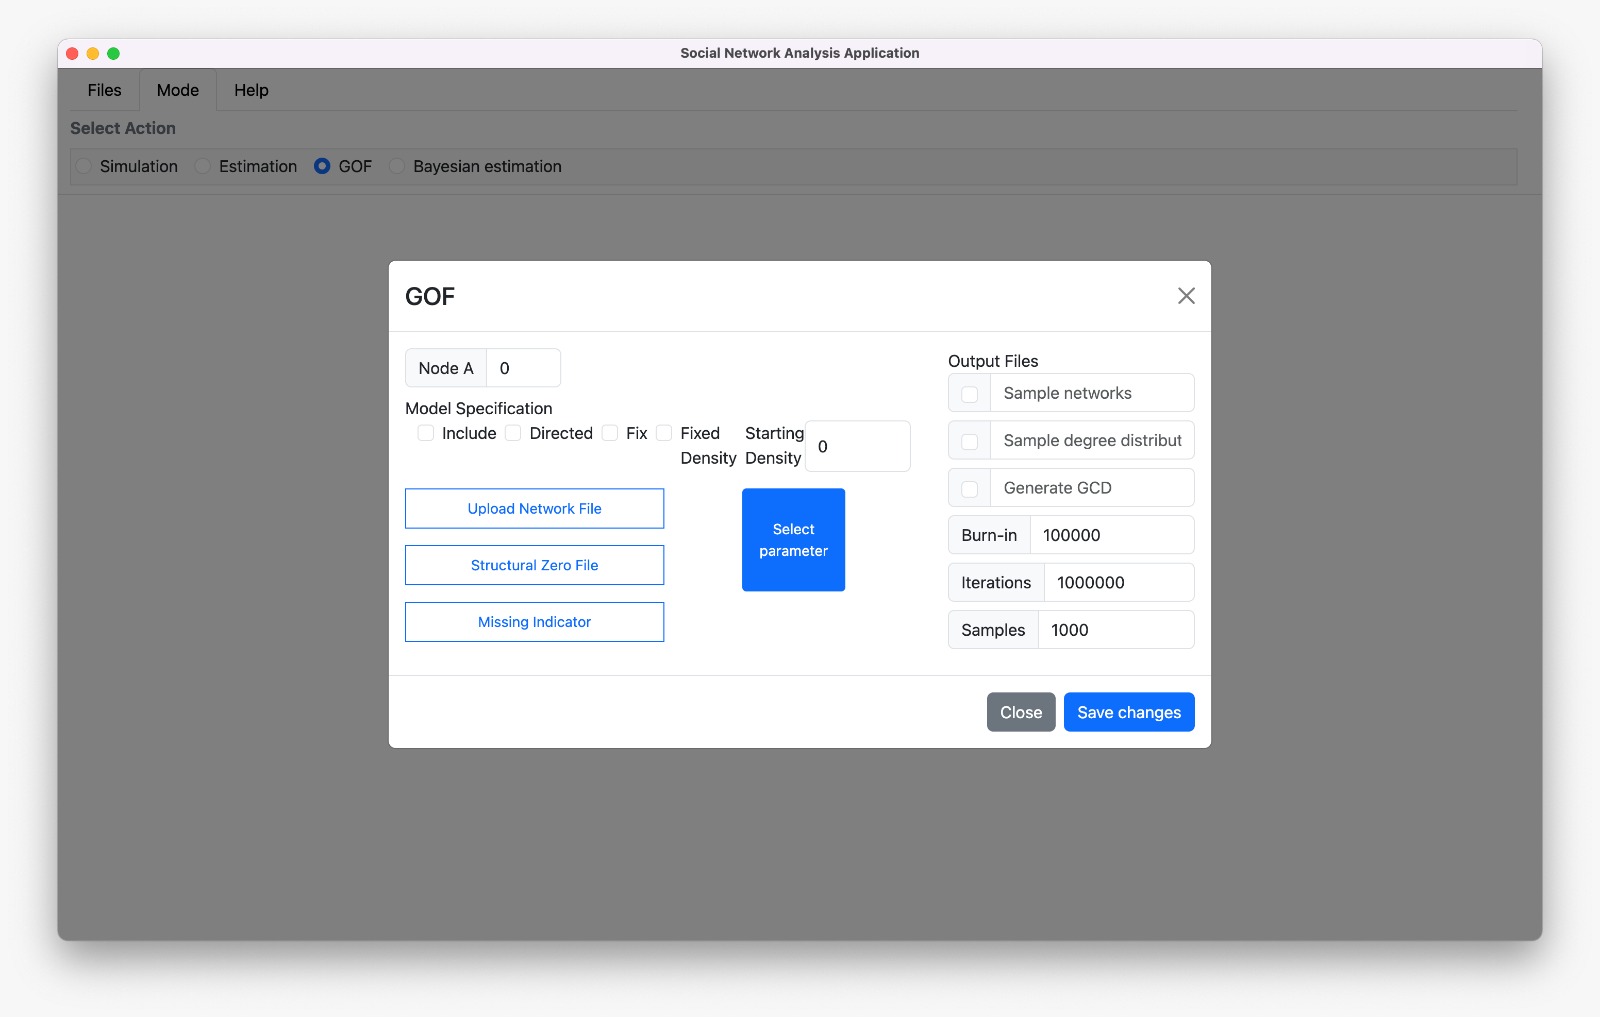 Social Network Analysis Application
Files Mode Help
Select Action
Simulation Estimation GOF Bayesian estimation
GOF
Node A 0
Model Specification
Include Directed Fix Fixed Density Starting Density 0
Upload Network File
Structural Zero File
Missing Indicator
Select
parameter
Output Files
Sample networks
Sample degree distribut
Generate GCD
Burn-in 100000
Iterations 1000000
Samples 1000
Close Save changes